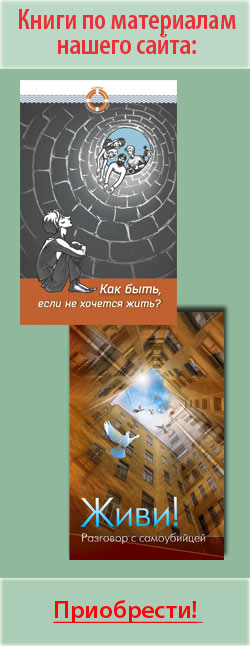 Книги по материалам
нашего сайта:
Как быть,
если не хочется жить?
Живи!
Разговор с самоубийцей
Приобрести!